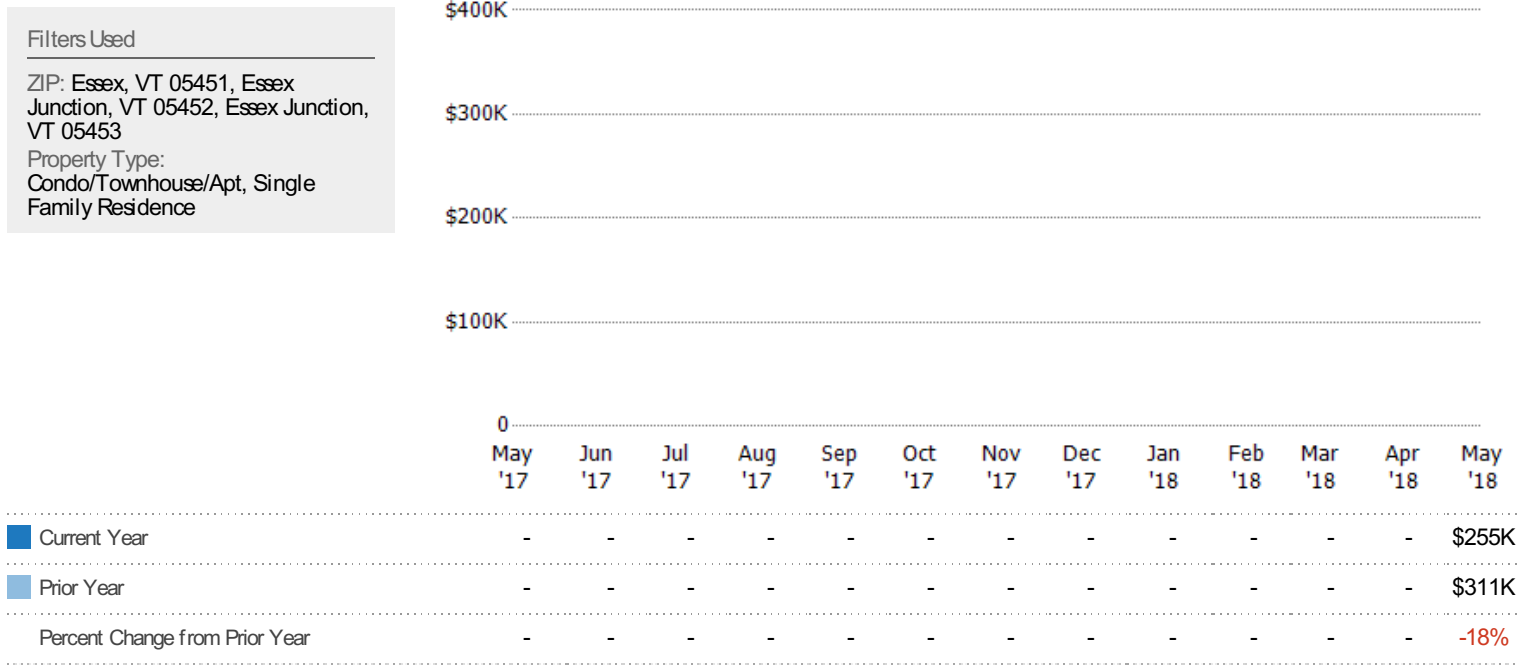 Filters Used
ZIP: Essex, VT 05451, Essex
Junction, VT 05452, Essex Junction,
VT 05453
Property Type:
Condo/Townhouse/Apt, Single
Family Residence
$400K
$300K
$200K
$100K
0
May Jun Jul Aug Sep Oct Nov Dec Jan Feb Mar Apr May
'17 '17 '17 '17 '17 '17 '17 '17 '18 '18 '18 '18 '18
Current Year - - - - - - - - - - - - $255K
Prior Year - - - - - - - - - - - - $311K
Percent Change from Prior Year - - - - - - - - - - - - -18%